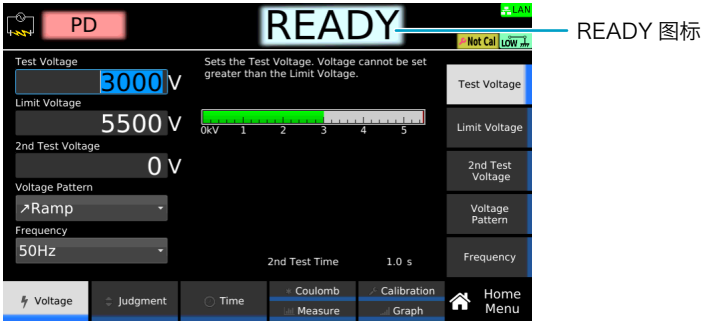 PD
READY
LAN
Not Cal
LOW
READY 图标
Test Voltage
3000 V
Limit Voltage
5500 V
2nd Test Voltage
0 V
Voltage Pattern
↗Ramp
Frequency
50Hz
Sets the Test Voltage. Voltage cannot be set
greater than the Limit Voltage.
0kV 1 2 3 4 5
2nd Test Time 1.0 s
Test Voltage
Limit Voltage
2nd Test
Voltage
Voltage
Pattern
Frequency
Voltage
Judgment
Time
Coulomb
Measure
Calibration
Graph
Home
Menu